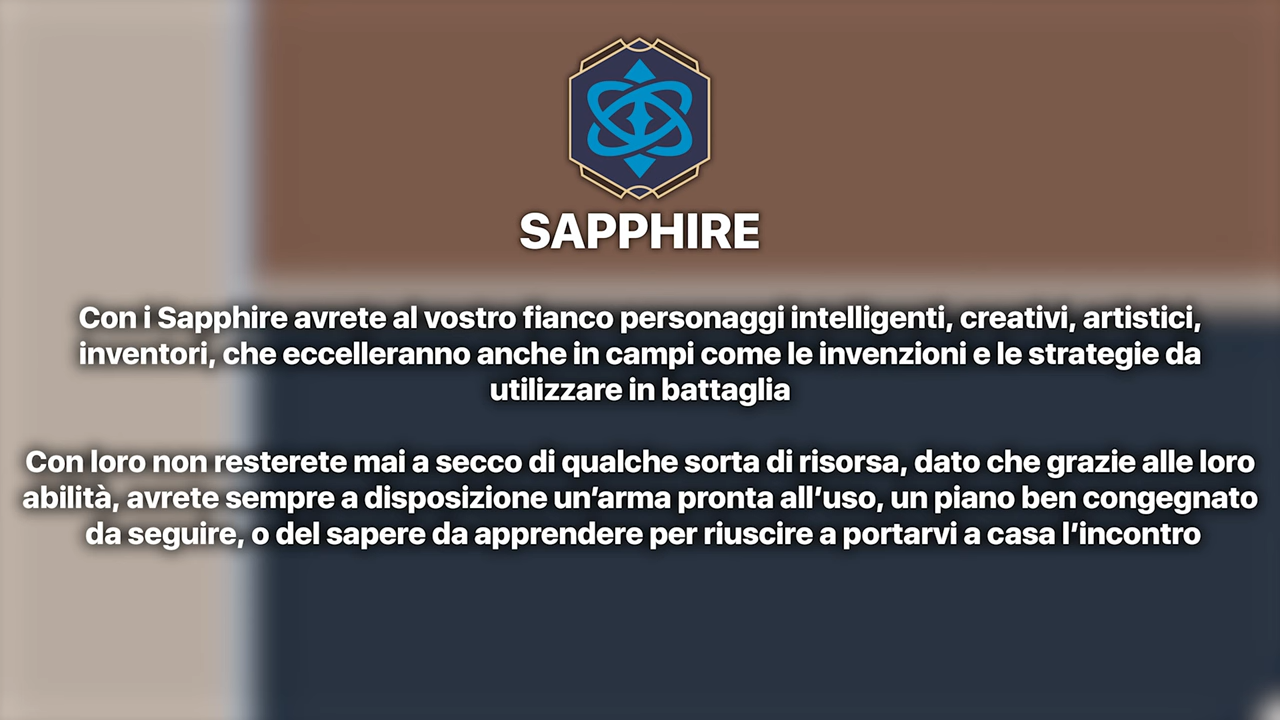 SAPPHIRE
Con i Sapphire avrete al vostro fianco personaggi intelligenti, creativi, artistici,
inventori, che eccelleranno anche in campi come le invenzioni e le strategie da
utilizzare in battaglia
Con loro non resterete mai a secco di qualche sorta di risorsa, dato che grazie alle loro
abilità, avrete sempre a disposizione un’arma pronta all’uso, un piano ben congegnato
da seguire, o del sapere da apprendere per riuscire a portarvi a casa l’incontro